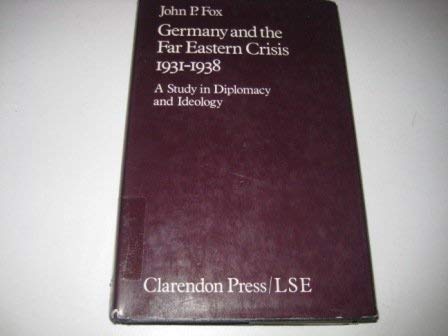 John P. Fox
Germany and the
Far Eastern Crisis
1931-1938
A Study in Diplomacy
and Ideology
Clarendon Press/LSE